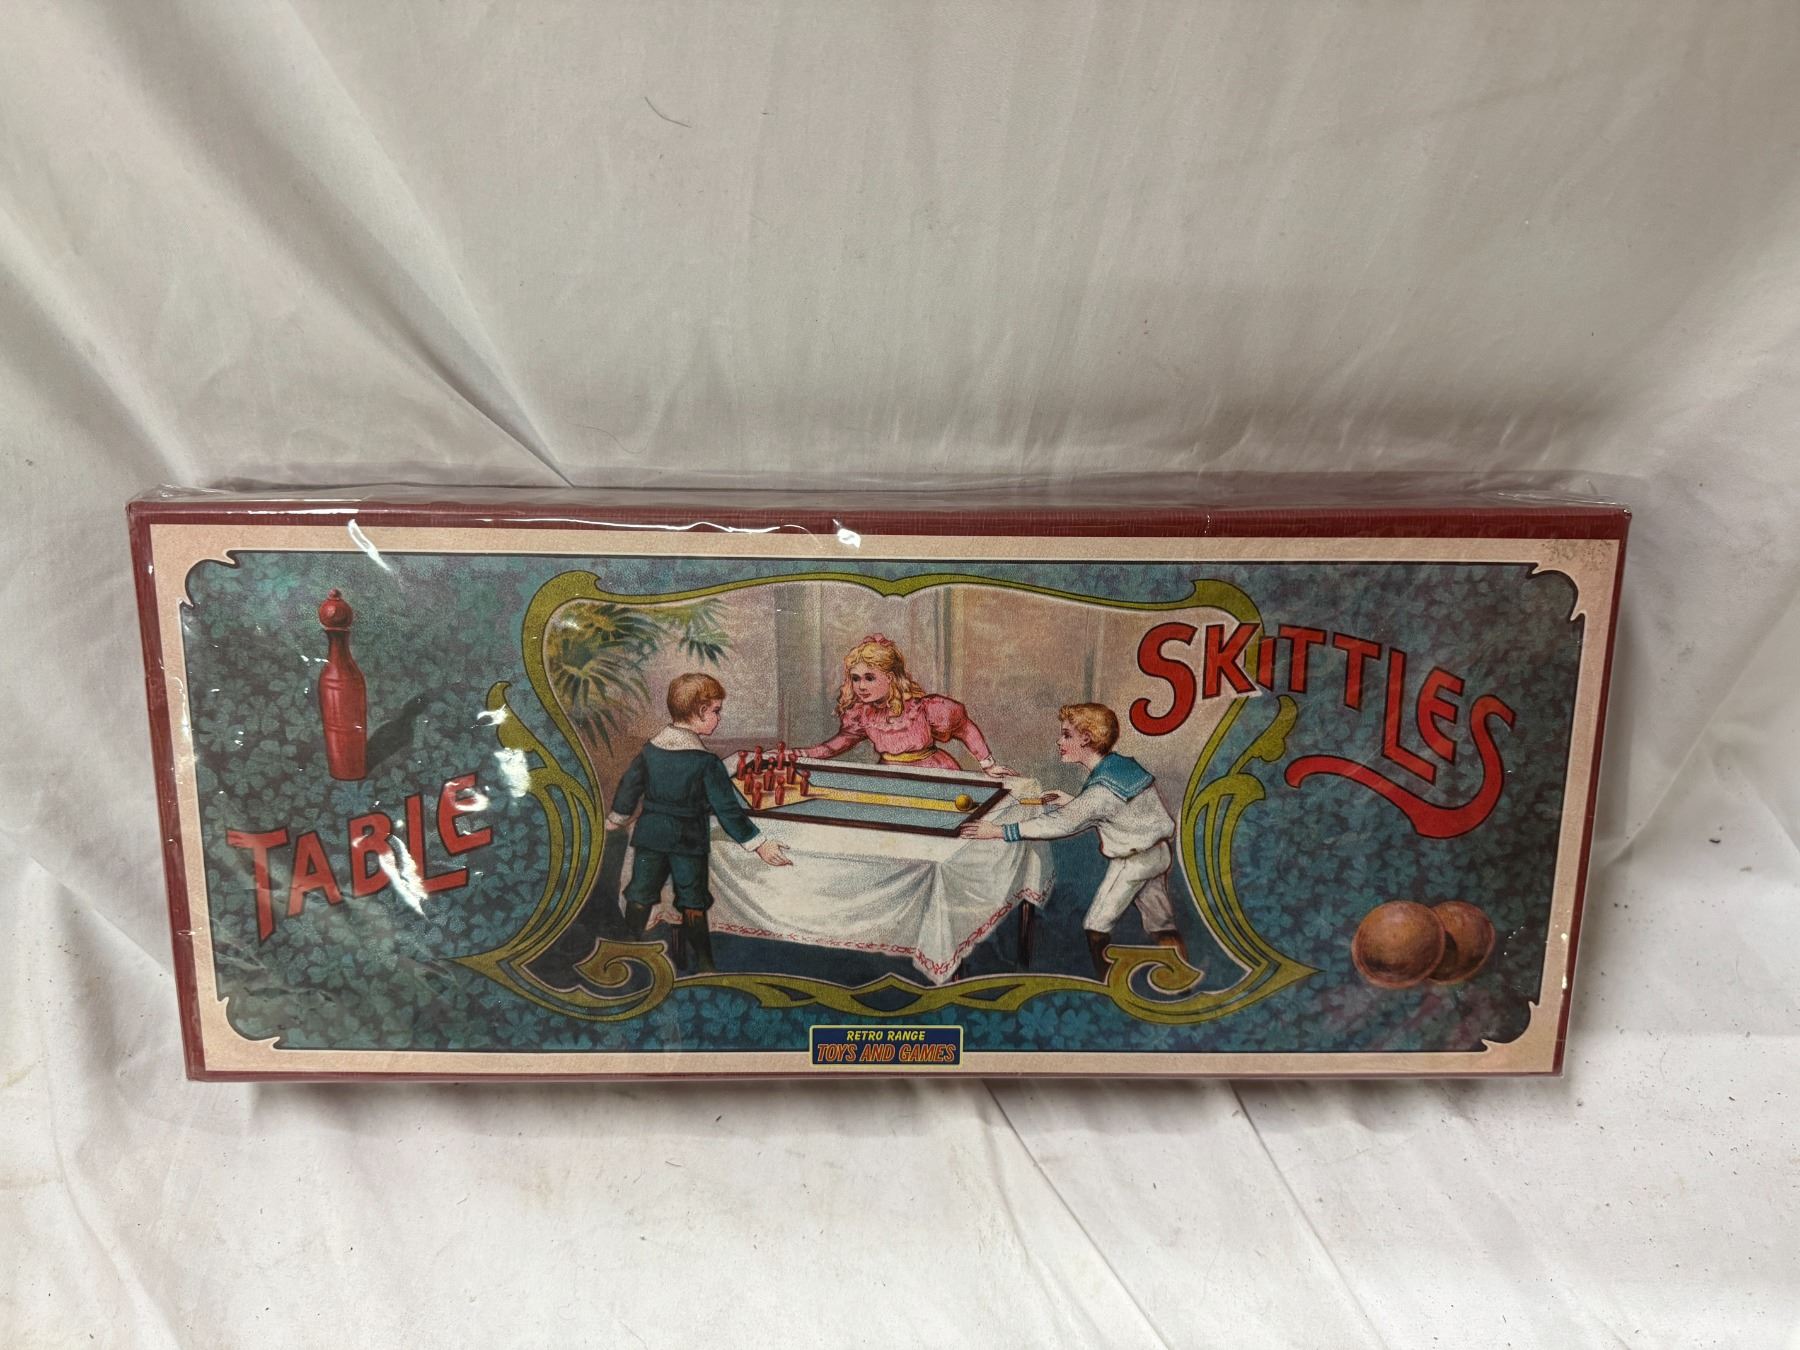 TABLE
SKITTLES
RETRO RANGE
TOYS AND GAMES